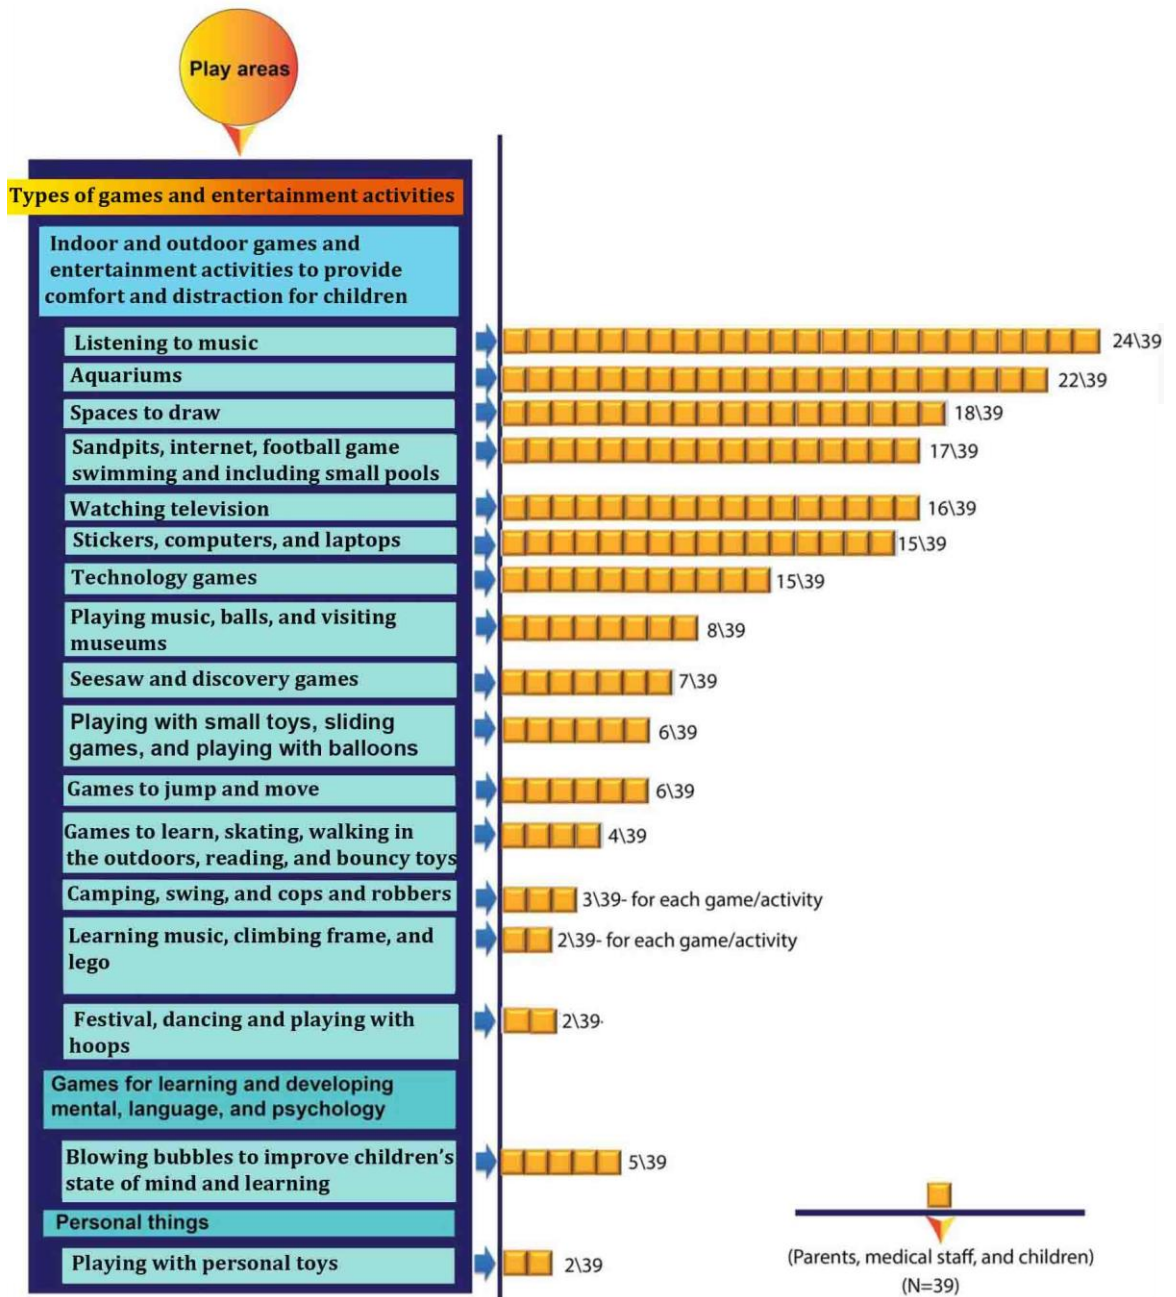 Play areas
Types of games and entertainment activities
Indoor and outdoor games and
entertainment activities to provide
comfort and distraction for children
Listening to music
24\39
Aquariums
22\39
Spaces to draw
18\39
Sandpits, internet, football game
swimming and including small pools
17\39
Watching television
16\39
Stickers, computers, and laptops
15\39
Technology games
15\39
Playing music, balls, and visiting
museums
8\39
Seesaw and discovery games
7\39
Playing with small toys, sliding
games, and playing with balloons
6\39
Games to jump and move
6\39
Games to learn, skating, walking in
the outdoors, reading, and bouncy toys
4\39
Camping, swing, and cops and robbers
3\39- for each game/activity
Learning music, climbing frame, and
lego
2\39- for each game/activity
Festival, dancing and playing with
hoops
2\39-
Games for learning and developing
mental, language, and psychology
Blowing bubbles to improve children's
state of mind and learning
5\39
Personal things
Playing with personal toys
2\39
(Parents, medical staff, and children)
(N=39)